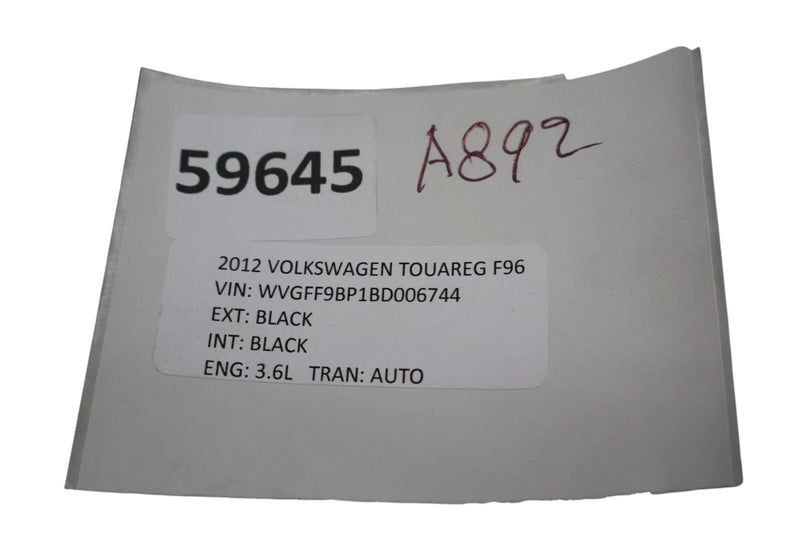 59645
A892
2012 VOLKSWAGEN TOUAREG F96
VIN: WVGFF9BP1BD006744
EXT: BLACK
INT: BLACK
ENG: 3.6L TRAN: AUTO